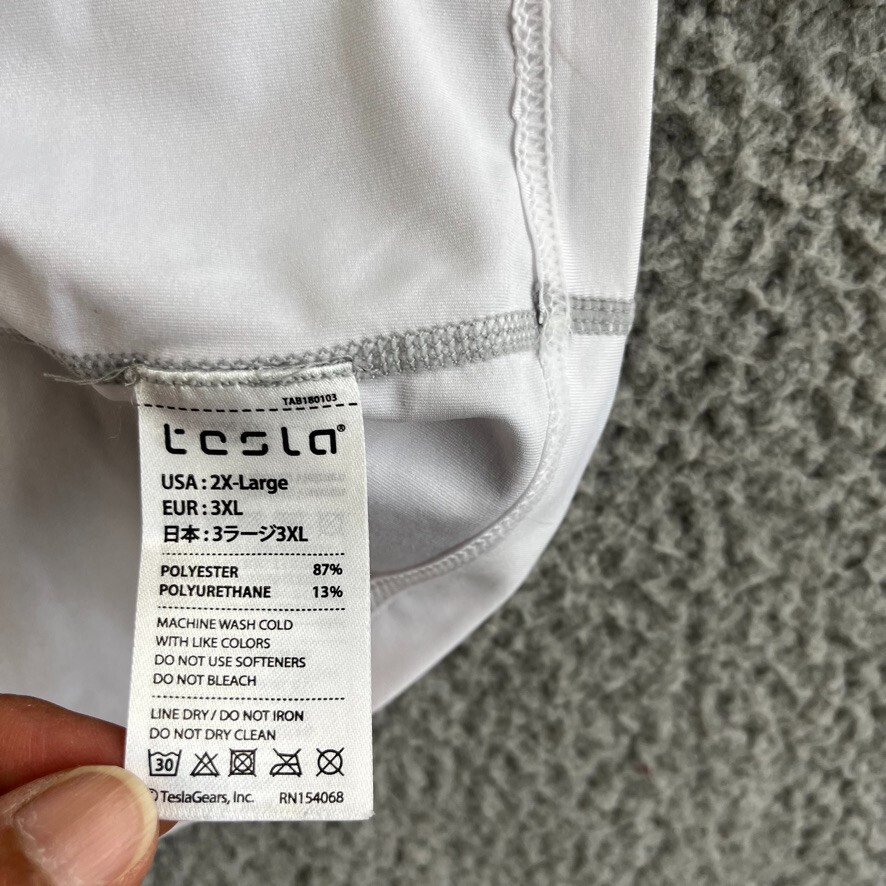 TAB180103
tesla®
USA : 2X-Large
EUR : 3XL
日本 : 3ラージ3XL
POLYESTER 87%
POLYURETHANE 13%
MACHINE WASH COLD
WITH LIKE COLORS
DO NOT USE SOFTENERS
DO NOT BLEACH
LINE DRY / DO NOT IRON
DO NOT DRY CLEAN
30
© TeslaGears, Inc. RN154068